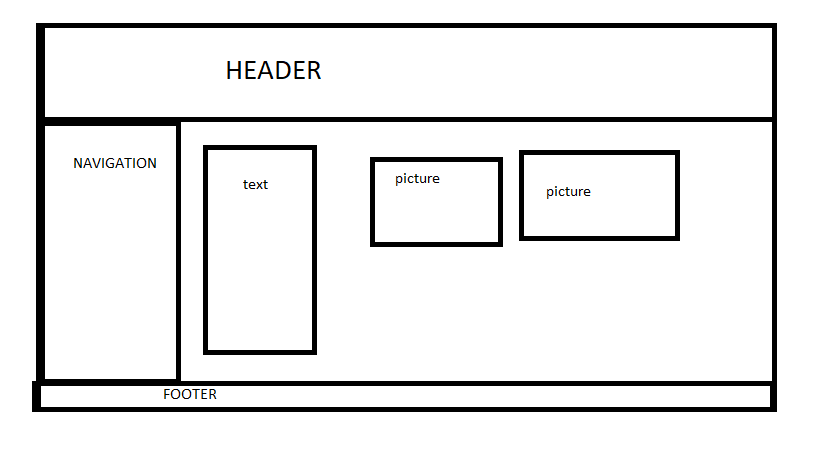 HEADER
NAVIGATION
text
picture
picture
FOOTER